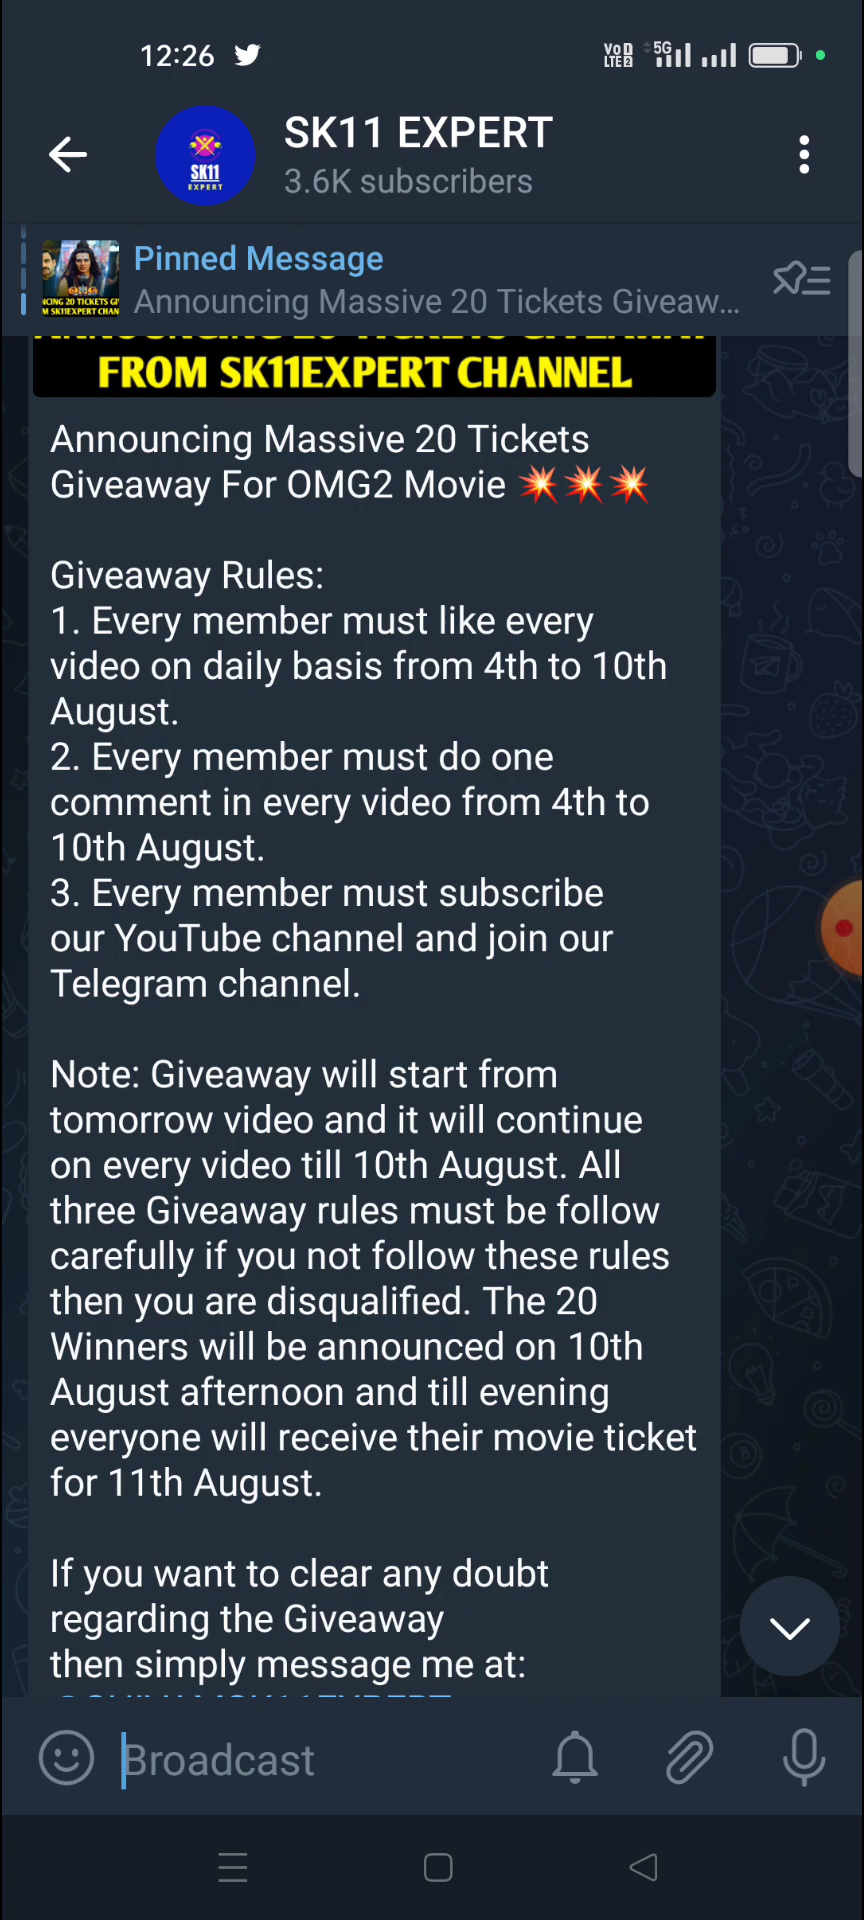 12:26
VoD
LTE2
5G
SK11 EXPERT
3.6K subscribers
SK11
EXPERT
Pinned Message
Announcing Massive 20 Tickets Giveaw...
FROM SK11EXPERT CHANNEL
Announcing Massive 20 Tickets
Giveaway For OMG2 Movie 💥💥💥
Giveaway Rules:
1. Every member must like every
video on daily basis from 4th to 10th
August.
2. Every member must do one
comment in every video from 4th to
10th August.
3. Every member must subscribe
our YouTube channel and join our
Telegram channel.
Note: Giveaway will start from
tomorrow video and it will continue
on every video till 10th August. All
three Giveaway rules must be follow
carefully if you not follow these rules
then you are disqualified. The 20
Winners will be announced on 10th
August afternoon and till evening
everyone will receive their movie ticket
for 11th August.
If you want to clear any doubt
regarding the Giveaway
then simply message me at:
Broadcast